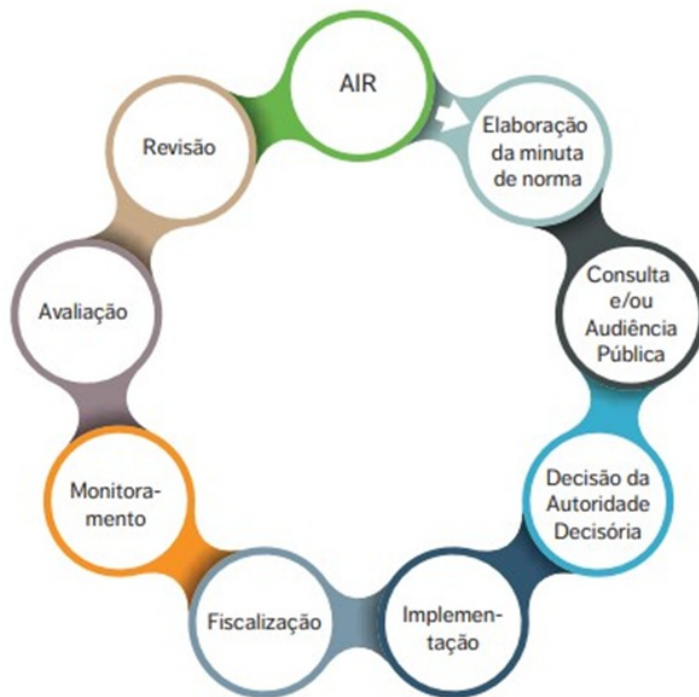 AIR
Elaboração
da minuta
de norma
Consulta
e/ou
Audiência
Pública
Decisão da
Autoridade
Decisória
Implemen-
tação
Fiscalização
Monitora-
mento
Avaliação
Revisão